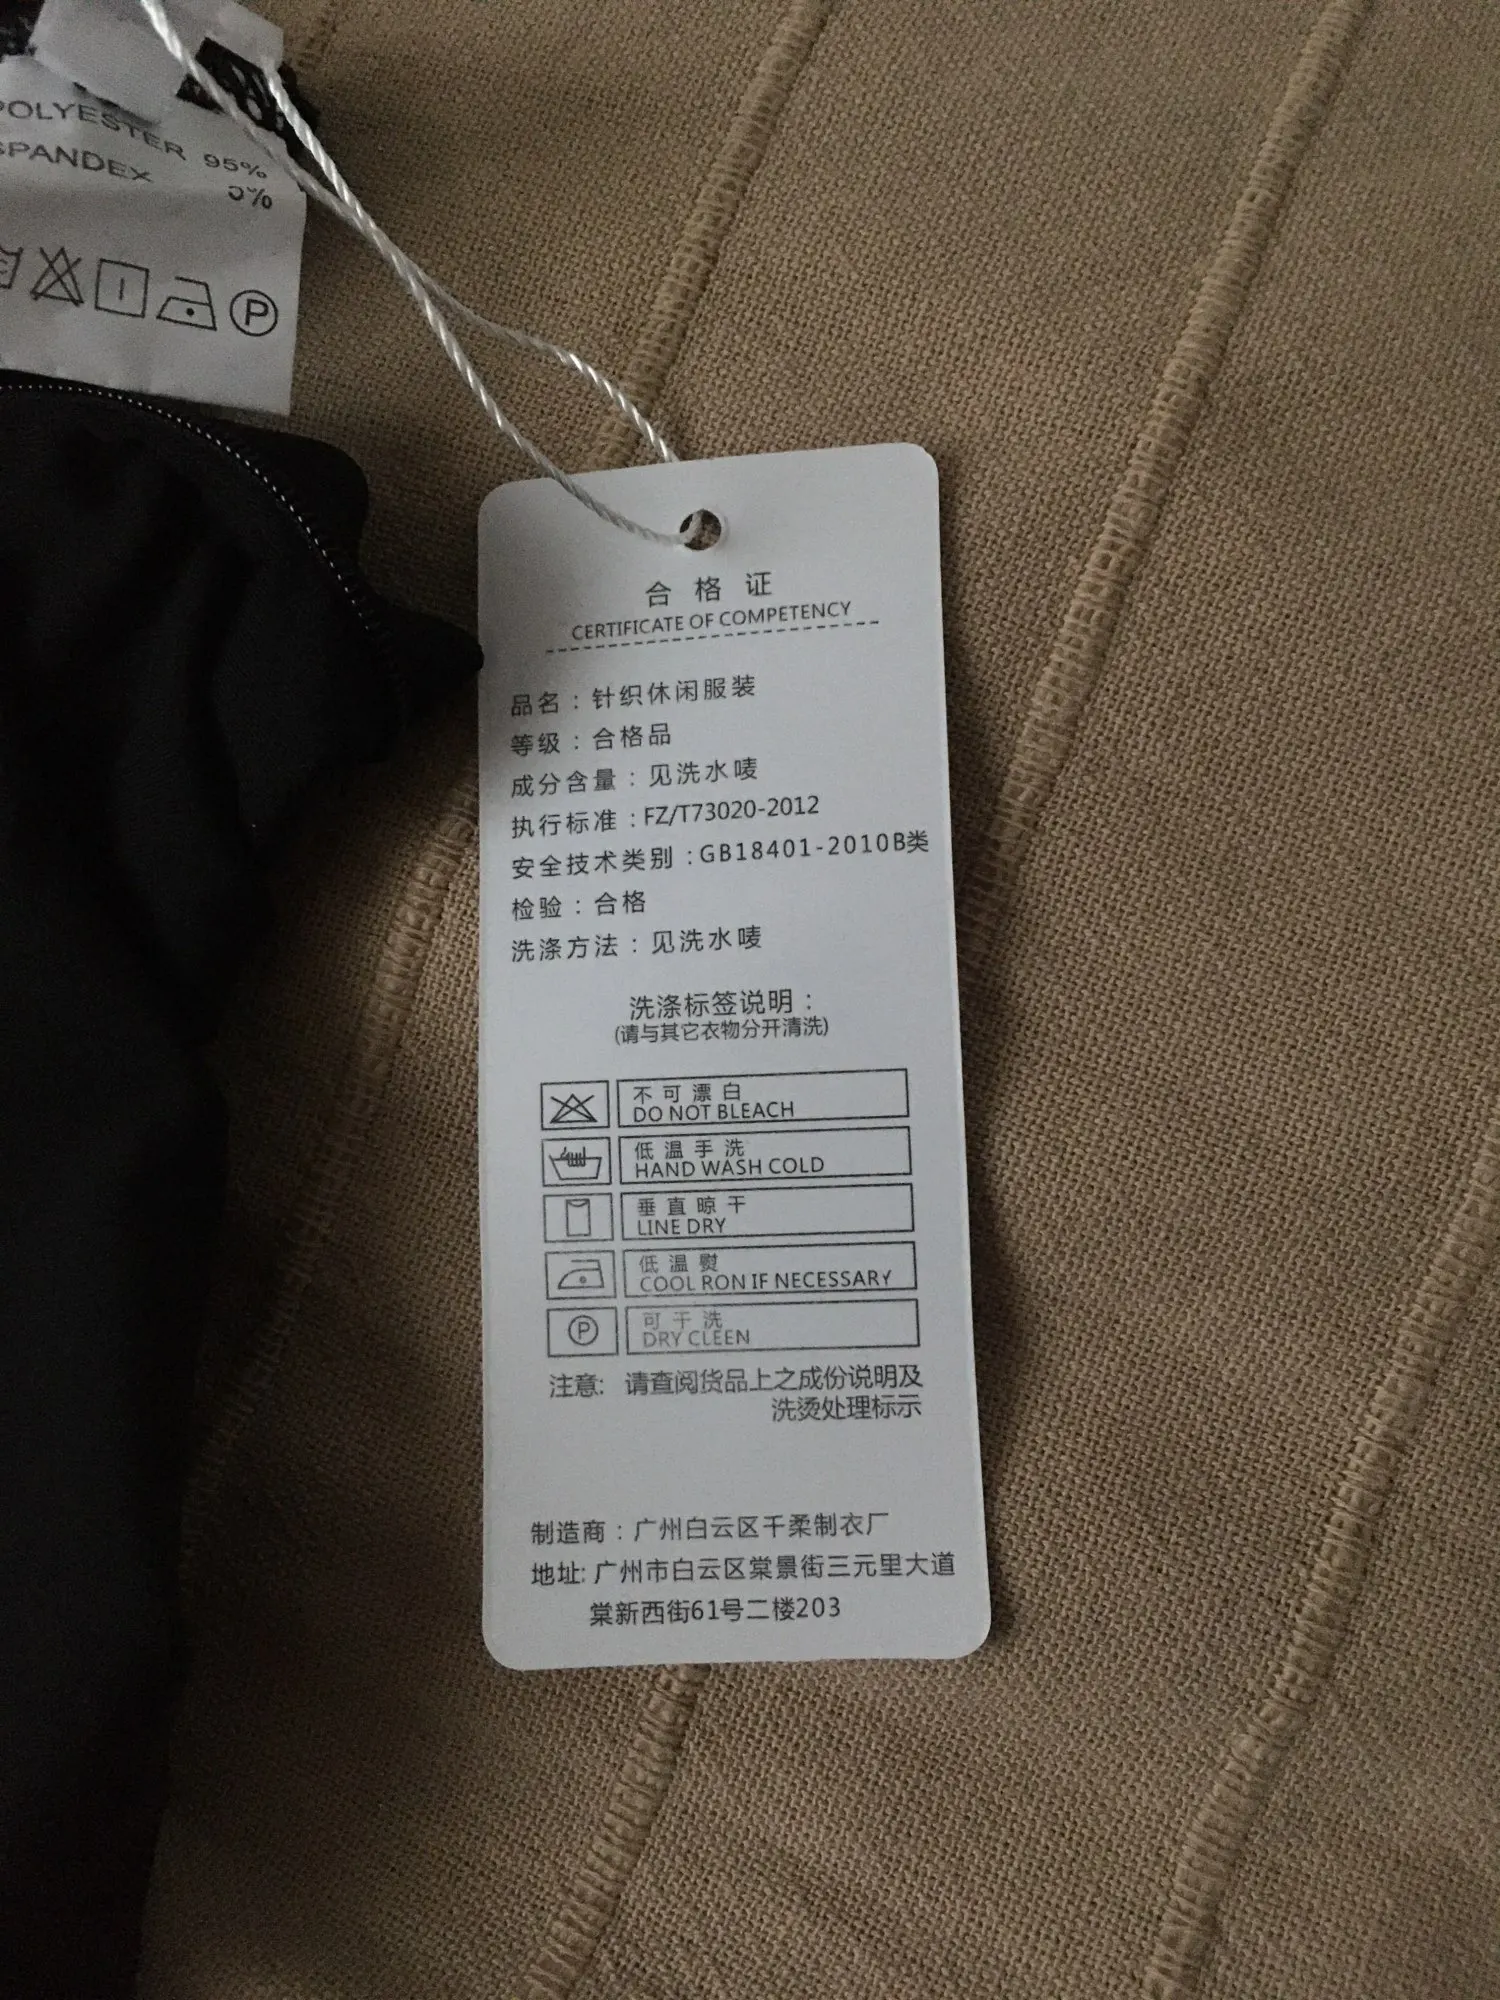 POLYESTER 95%
SPANDEX
P
合格证
CERTIFICATE OF COMPETENCY
品名：针织休闲服装
等级：合格品
成分含量：见洗水唛
执行标准：FZ/T73020-2012
安全技术类别：GB18401-2010B类
检验：合格
洗涤方法：见洗水唛
洗涤标签说明：
(请与其它衣物分开清洗)
不可漂白
DO NOT BLEACH
低温手洗
HAND WASH COLD
垂直晾干
LINE DRY
低温熨
COOL RON IF NECESSARY
P
可干洗
DRY CLEEN
注意: 请查阅货品上之成份说明及
洗烫处理标示
制造商：广州白云区千柔制衣厂
地址: 广州市白云区棠景街三元里大道
棠新西街61号二楼203